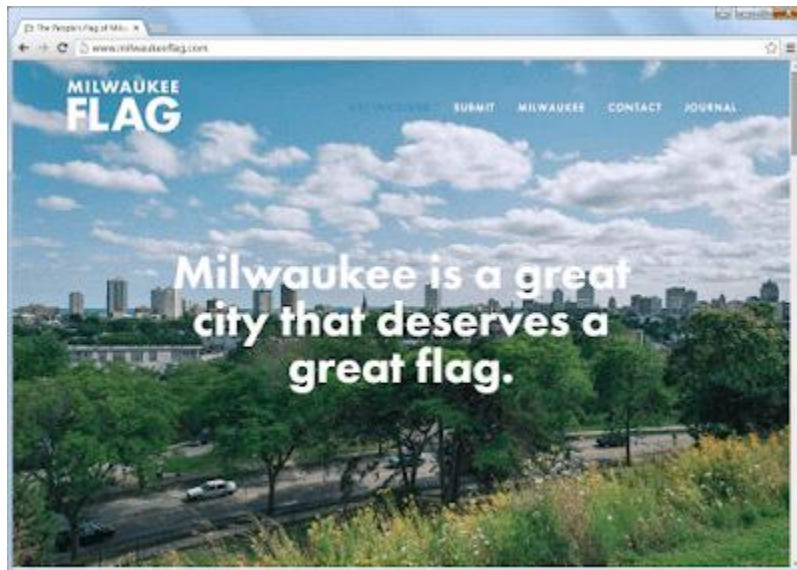 The People's Flag of Milw
www.milwaukeeflag.com
MILWAUKEE
FLAG
SUBMIT MILWAUKEE CONTACT JOURNAL
Milwaukee is a great
city that deserves a
great flag.